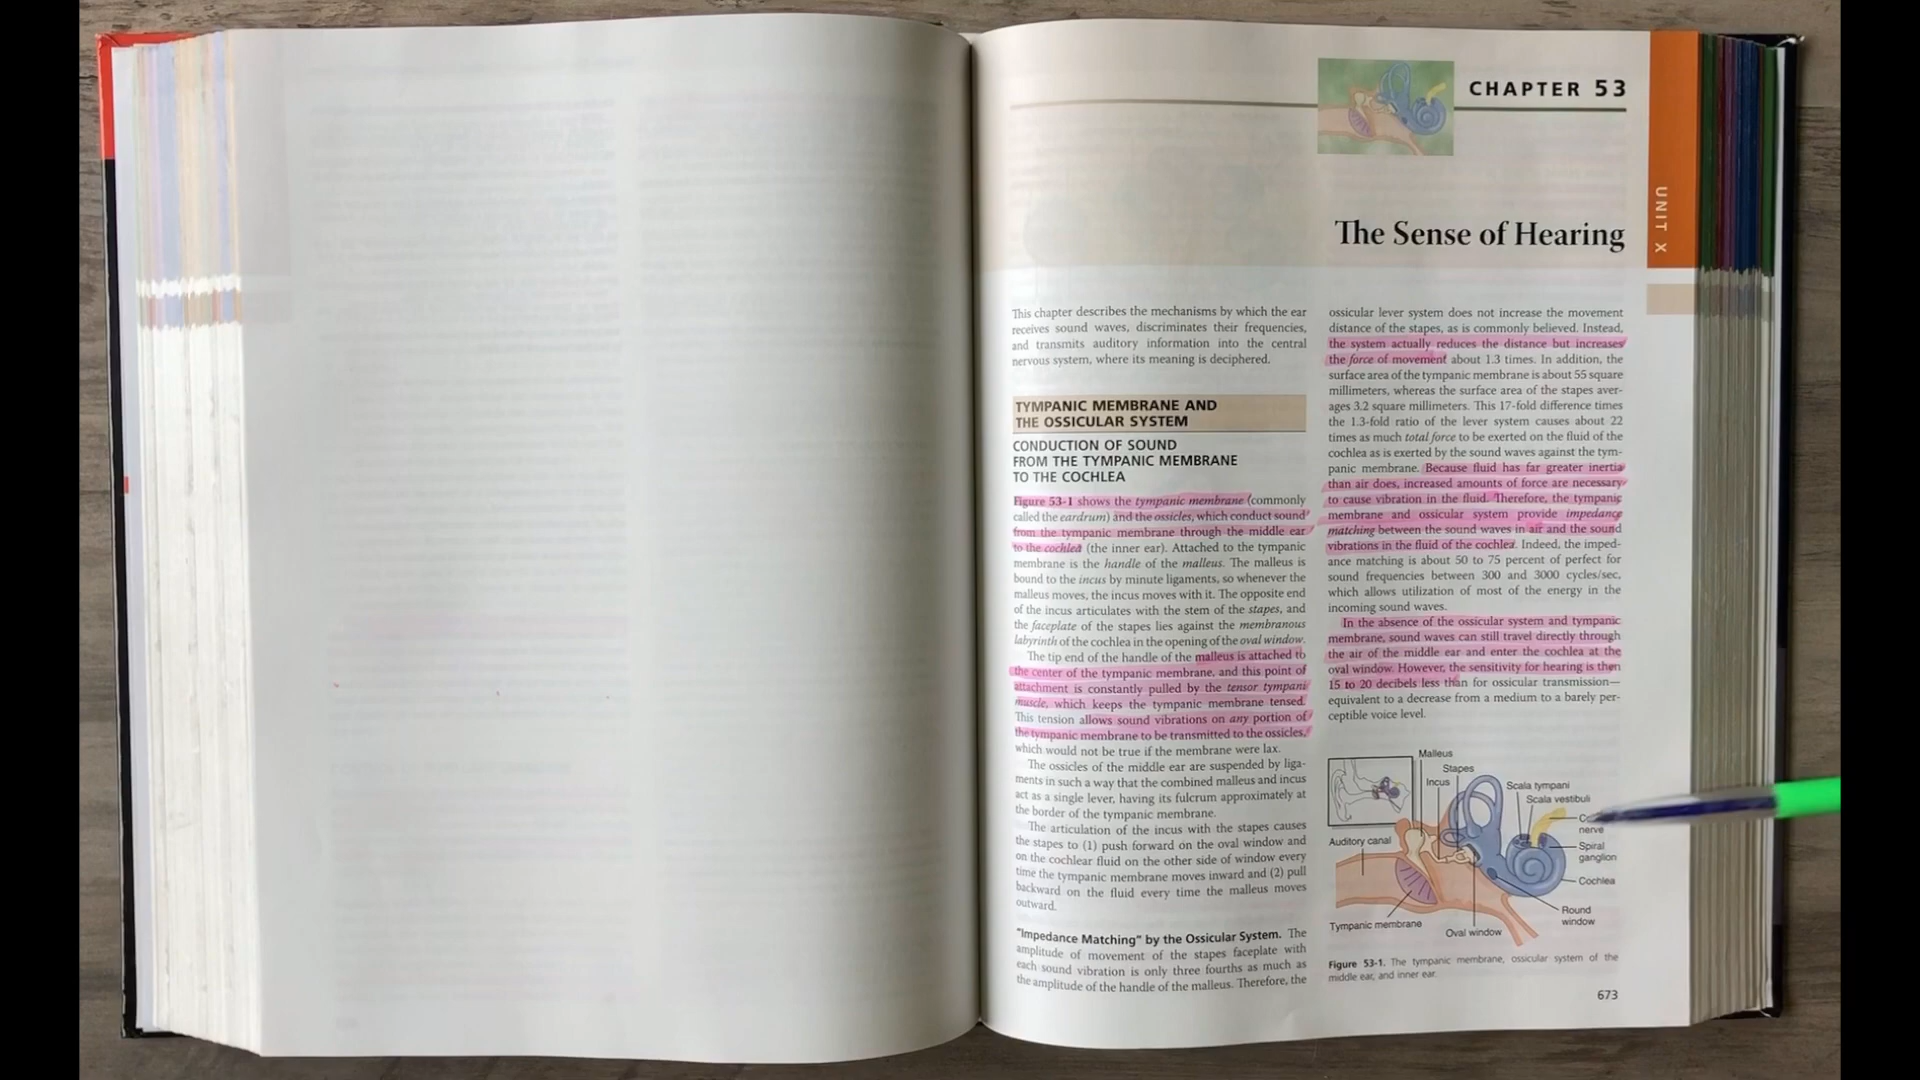 CHAPTER 53
UNIT X
The Sense of Hearing
This chapter describes the mechanisms by which the ear
receives sound waves, discriminates their frequencies,
and transmits auditory information into the central
nervous system, where its meaning is deciphered.
TYMPANIC MEMBRANE AND
THE OSSICULAR SYSTEM
CONDUCTION OF SOUND
FROM THE TYMPANIC MEMBRANE
TO THE COCHLEA
Figure 53-1 shows the tympanic membrane (commonly
called the eardrum) and the ossicles, which conduct sound
from the tympanic membrane through the middle ear
to the cochlea (the inner ear). Attached to the tympanic
membrane is the handle of the malleus. The malleus is
bound to the incus by minute ligaments, so whenever the
malleus moves, the incus moves with it. The opposite end
of the incus articulates with the stem of the stapes, and
the faceplate of the stapes lies against the membranous
labyrinth of the cochlea in the opening of the oval window.
The tip end of the handle of the malleus is attached to
the center of the tympanic membrane, and this point of
attachment is constantly pulled by the tensor tympani
muscle, which keeps the tympanic membrane tensed.
This tension allows sound vibrations on any portion of
the tympanic membrane to be transmitted to the ossicles,
which would not be true if the membrane were lax.
The ossicles of the middle ear are suspended by liga-
ments in such a way that the combined malleus and incus
act as a single lever, having its fulcrum approximately at
the border of the tympanic membrane.
The articulation of the incus with the stapes causes
the stapes to (1) push forward on the oval window and
on the cochlear fluid on the other side of window every
time the tympanic membrane moves inward and (2) pull
backward on the fluid every time the malleus moves
outward.
"Impedance Matching" by the Ossicular System. The
amplitude of movement of the stapes faceplate with
each sound vibration is only three fourths as much as
the amplitude of the handle of the malleus. Therefore, the
ossicular lever system does not increase the movement
distance of the stapes, as is commonly believed. Instead,
the system actually reduces the distance but increases
the force of movement about 1.3 times. In addition, the
surface area of the tympanic membrane is about 55 square
millimeters, whereas the surface area of the stapes aver-
ages 3.2 square millimeters. This 17-fold difference times
the 1.3-fold ratio of the lever system causes about 22
times as much total force to be exerted on the fluid of the
cochlea as is exerted by the sound waves against the tym-
panic membrane. Because fluid has far greater inertia
than air does, increased amounts of force are necessary
to cause vibration in the fluid. Therefore, the tympanic
membrane and ossicular system provide impedance
matching between the sound waves in air and the sound
vibrations in the fluid of the cochlea. Indeed, the imped-
ance matching is about 50 to 75 percent of perfect for
sound frequencies between 300 and 3000 cycles/sec,
which allows utilization of most of the energy in the
incoming sound waves.
In the absence of the ossicular system and tympanic
membrane, sound waves can still travel directly through
the air of the middle ear and enter the cochlea at the
oval window. However, the sensitivity for hearing is then
15 to 20 decibels less than for ossicular transmission—
equivalent to a decrease from a medium to a barely per-
ceptible voice level.
Malleus
Stapes
Incus
Scala tympani
Scala vestibuli
nerve
Auditory canal
Spiral
ganglion
Cochlea
Round
window
Tympanic membrane
Oval window
Figure 53-1. The tympanic membrane, ossicular system of the
middle ear, and inner ear.
673